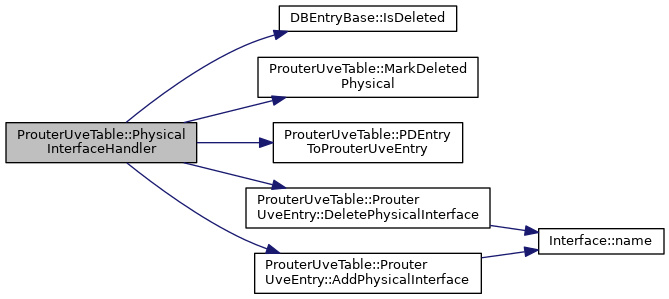 DBEntryBase::IsDeleted
ProuterUveTable::MarkDeleted
Physical
ProuterUveTable::Physical
InterfaceHandler
ProuterUveTable::PDEntry
ToProuterUveEntry
ProuterUveTable::Prouter
UveEntry::DeletePhysicalInterface
Interface::name
ProuterUveTable::Prouter
UveEntry::AddPhysicalInterface